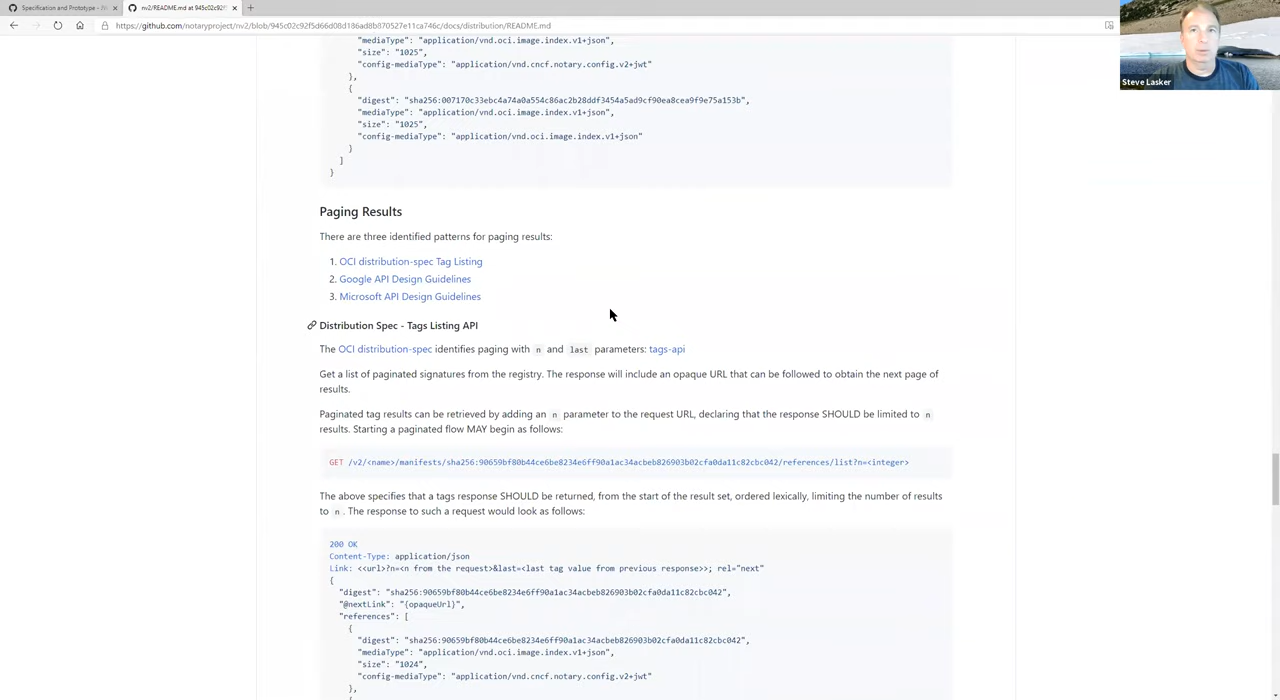 Specification and Prototype - No
nv2/README.md at 945c02c92f
https://github.com/notaryproject/nv2/blob/945c02c92f5d66d08d186ad8b870527e11ca746c/docs/distribution/README.md
Steve Lasker
"mediaType": "application/vnd.oci.image.index.v1+json",
"size": "1025",
"config-mediaType": "application/vnd.cncf.notary.config.v2+jwt"
},
{
"digest": "sha256:007170c33ebc4a74a0a554c86ac2b28ddf3454a5ad9cf90ea8cea9f9e75a153b",
"mediaType": "application/vnd.oci.image.index.v1+json",
"size": "1025",
"config-mediaType": "application/vnd.oci.image.index.v1+json"
}
]
}
Paging Results
There are three identified patterns for paging results:
1. OCI distribution-spec Tag Listing
2. Google API Design Guidelines
3. Microsoft API Design Guidelines
Distribution Spec - Tags Listing API
The OCI distribution-spec identifies paging with n and last parameters: tags-api
Get a list of paginated signatures from the registry. The response will include an opaque URL that can be followed to obtain the next page of
results.
Paginated tag results can be retrieved by adding an n parameter to the request URL, declaring that the response SHOULD be limited to n
results. Starting a paginated flow MAY begin as follows:
GET /v2/<name>/manifests/sha256:90659bf80b44ce6be8234e6ff90a1ac34acbeb826903b02cfa0da11c82cbc042/references/list?n=<integer>
The above specifies that a tags response SHOULD be returned, from the start of the result set, ordered lexically, limiting the number of results
to n. The response to such a request would look as follows:
200 OK
Content-Type: application/json
Link: <<url>?n=<n from the request>&last=<last tag value from previous response>>; rel="next"
{
"digest": "sha256:90659bf80b44ce6be8234e6ff90a1ac34acbeb826903b02cfa0da11c82cbc042",
"@nextLink": "{opaqueUrl}",
"references": [
{
"digest": "sha256:90659bf80b44ce6be8234e6ff90a1ac34acbeb826903b02cfa0da11c82cbc042",
"mediaType": "application/vnd.oci.image.index.v1+json",
"size": "1024",
"config-mediaType": "application/vnd.cncf.notary.config.v2+jwt"
},
{